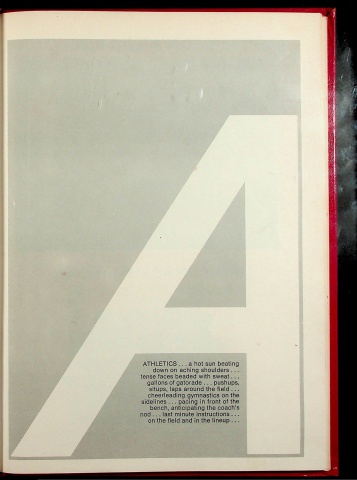 A
ATHLETICS . . . a hot sun beating
down on aching shoulders . . .
tense faces beaded with sweat . . .
gallons of gatorade . . . pushups,
situps, laps around the field . . .
cheerleading gymnastics on the
sidelines . . . pacing in front of the
bench, anticipating the coach's
nod . . . last minute instructions . . .
on the field and in the lineup . . .